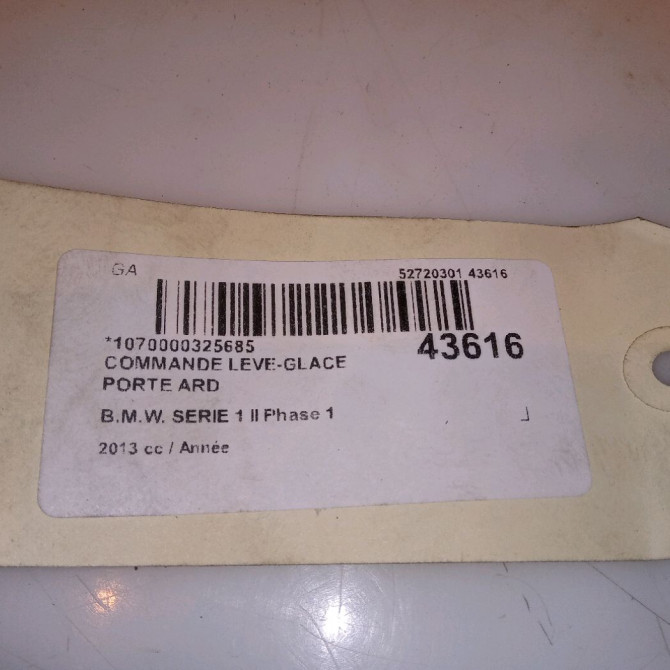 GA 52720301 43616
*1070000325685 43616
COMMANDE LEVE-GLACE
PORTE ARD
B.M.W. SERIE 1 II Phase 1
2013 cc / Année